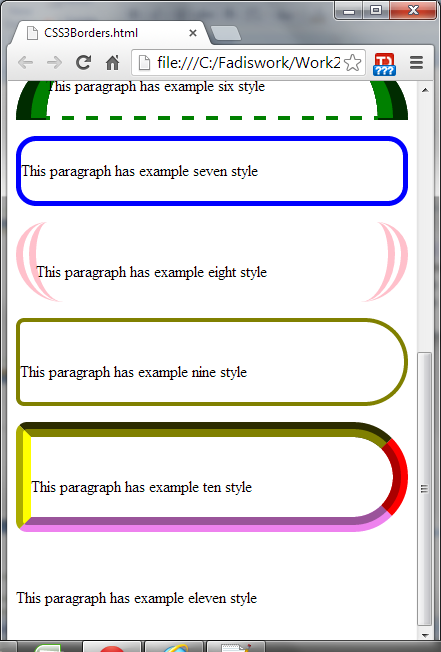 CSS3Borders.html
file:///C:/Fadiswork/Work2
This paragraph has example six style
This paragraph has example seven style
This paragraph has example eight style
This paragraph has example nine style
This paragraph has example ten style
This paragraph has example eleven style